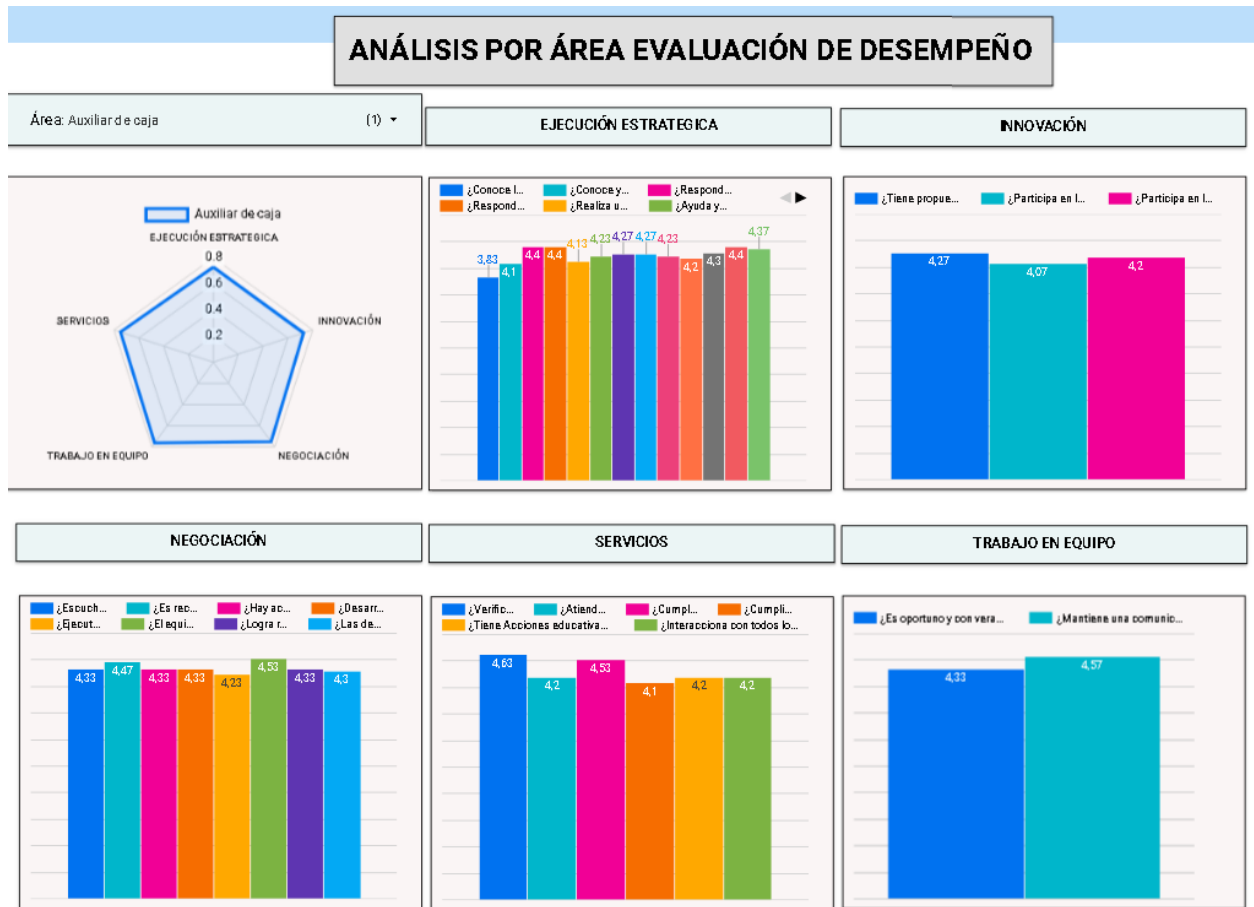 ANÁLISIS POR ÁREA EVALUACIÓN DE DESEMPEÑO
Área: Auxiliar de caja (1)
EJECUCIÓN ESTRATEGICA
INNOVACIÓN
Auxiliar de caja
EJECUCIÓN ESTRATEGICA
0.8
0.6
0.4
0.2
SERVICIOS
INNOVACIÓN
TRABAJO EN EQUIPO
NEGOCIACIÓN
¿Conoce l... ¿Conoce y... ¿Respond...
¿Respond... ¿Realiza u... ¿Ayuda y...
3,83 4,1 4,4 4,4 4,13 4,23 4,27 4,27 4,23 4,2 4,3 4,4 4,37
¿Tiene propue... ¿Participa en l... ¿Participa en l...
4,27 4,07 4,2
NEGOCIACIÓN
SERVICIOS
TRABAJO EN EQUIPO
¿Escuch... ¿Es rec... ¿Hay ac... ¿Desarr...
¿Ejecut... ¿El equi... ¿Logra r... ¿Las de...
4,33 4,47 4,33 4,33 4,23 4,53 4,33 4,3
¿Verific... ¿Atiend... ¿Cumpl... ¿Cumpli...
¿Tiene Acciones educativa... ¿Interacciona con todos lo...
4,63 4,2 4,53 4,1 4,2 4,2
¿Es oportuno y con vera... ¿Mantiene una comunic...
4,33 4,57